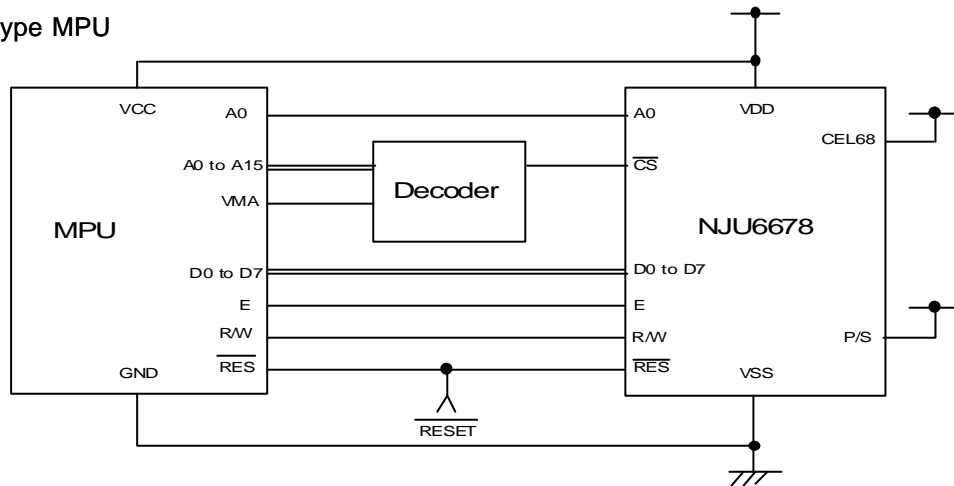 ype MPU
VCC
A0
A0 to A15
VMA
MPU
D0 to D7
E
R/W
RES
GND
Decoder
RESET
A0
VDD
CEL68
CS
NJU6678
D0 to D7
E
R/W
P/S
RES
VSS